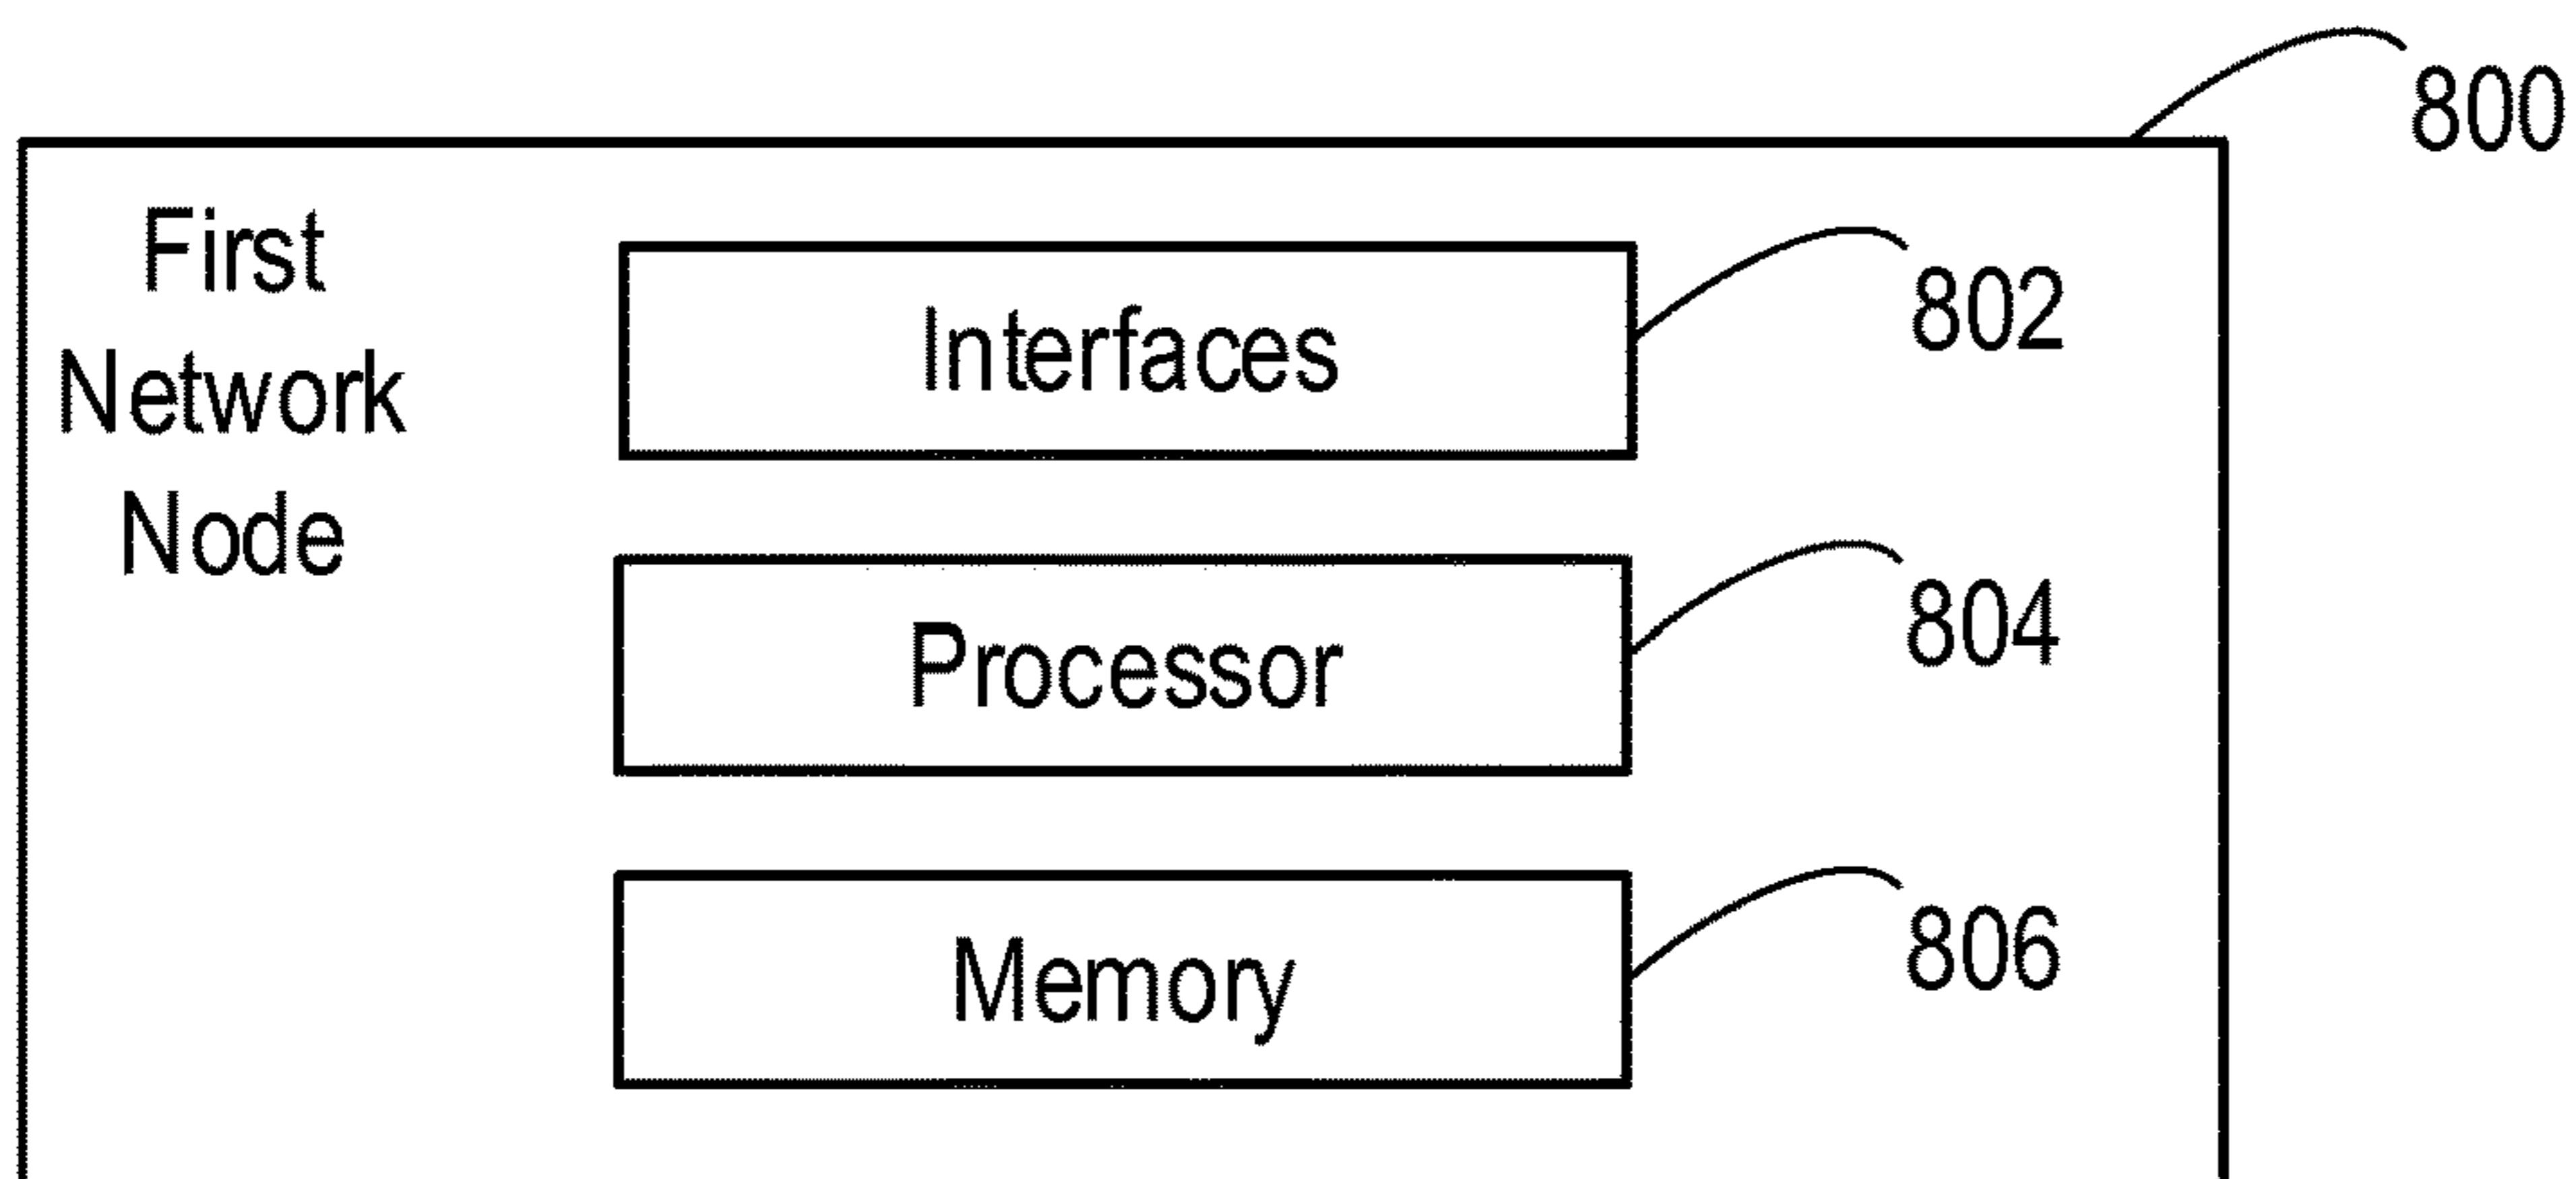 800
First
Network
Node
Interfaces
802
Processor
804
Memory
806